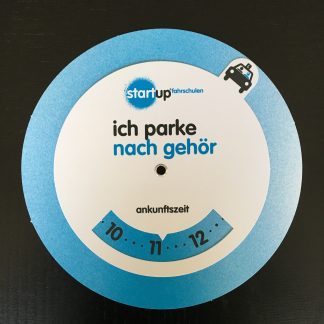 startup fahrschulen
ich parke
nach gehör
ankunftszeit
10 11 12